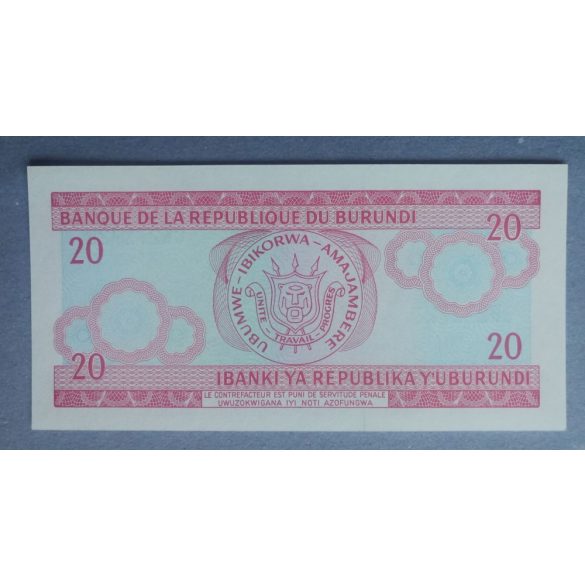 BANQUE DE LA REPUBLIQUE DU BURUNDI
20 20
UBUMWE - IBIKORWA - AMAJAMBERE
UNITE - TRAVAIL - PROGRES
20 20
IBANKI YA REPUBLIKA Y'UBURUNDI
LE CONTREFACTEUR EST PUNI DE SERVITUDE PENALE
UWUZOKWIGANA IYI NOTI AZOFUNGWA.